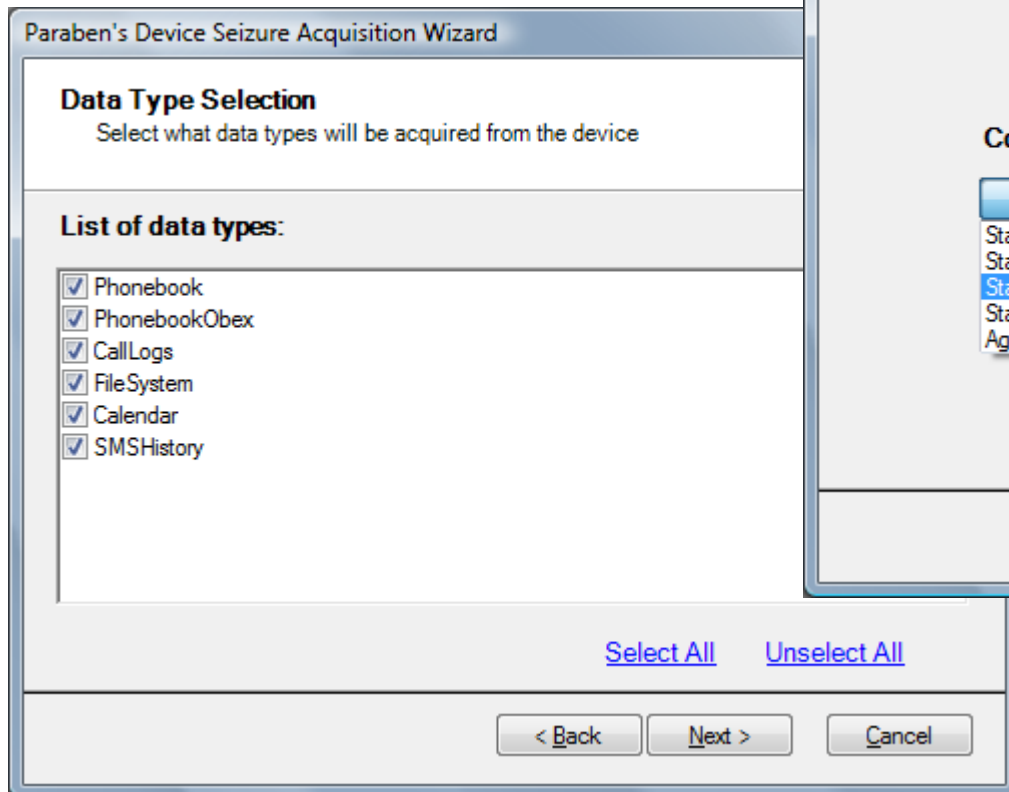 Paraben's Device Seizure Acquisition Wizard
Data Type Selection
Select what data types will be acquired from the device
List of data types:
Phonebook
PhonebookObex
CallLogs
FileSystem
Calendar
SMSHistory
Select All Unselect All
< Back Next > Cancel